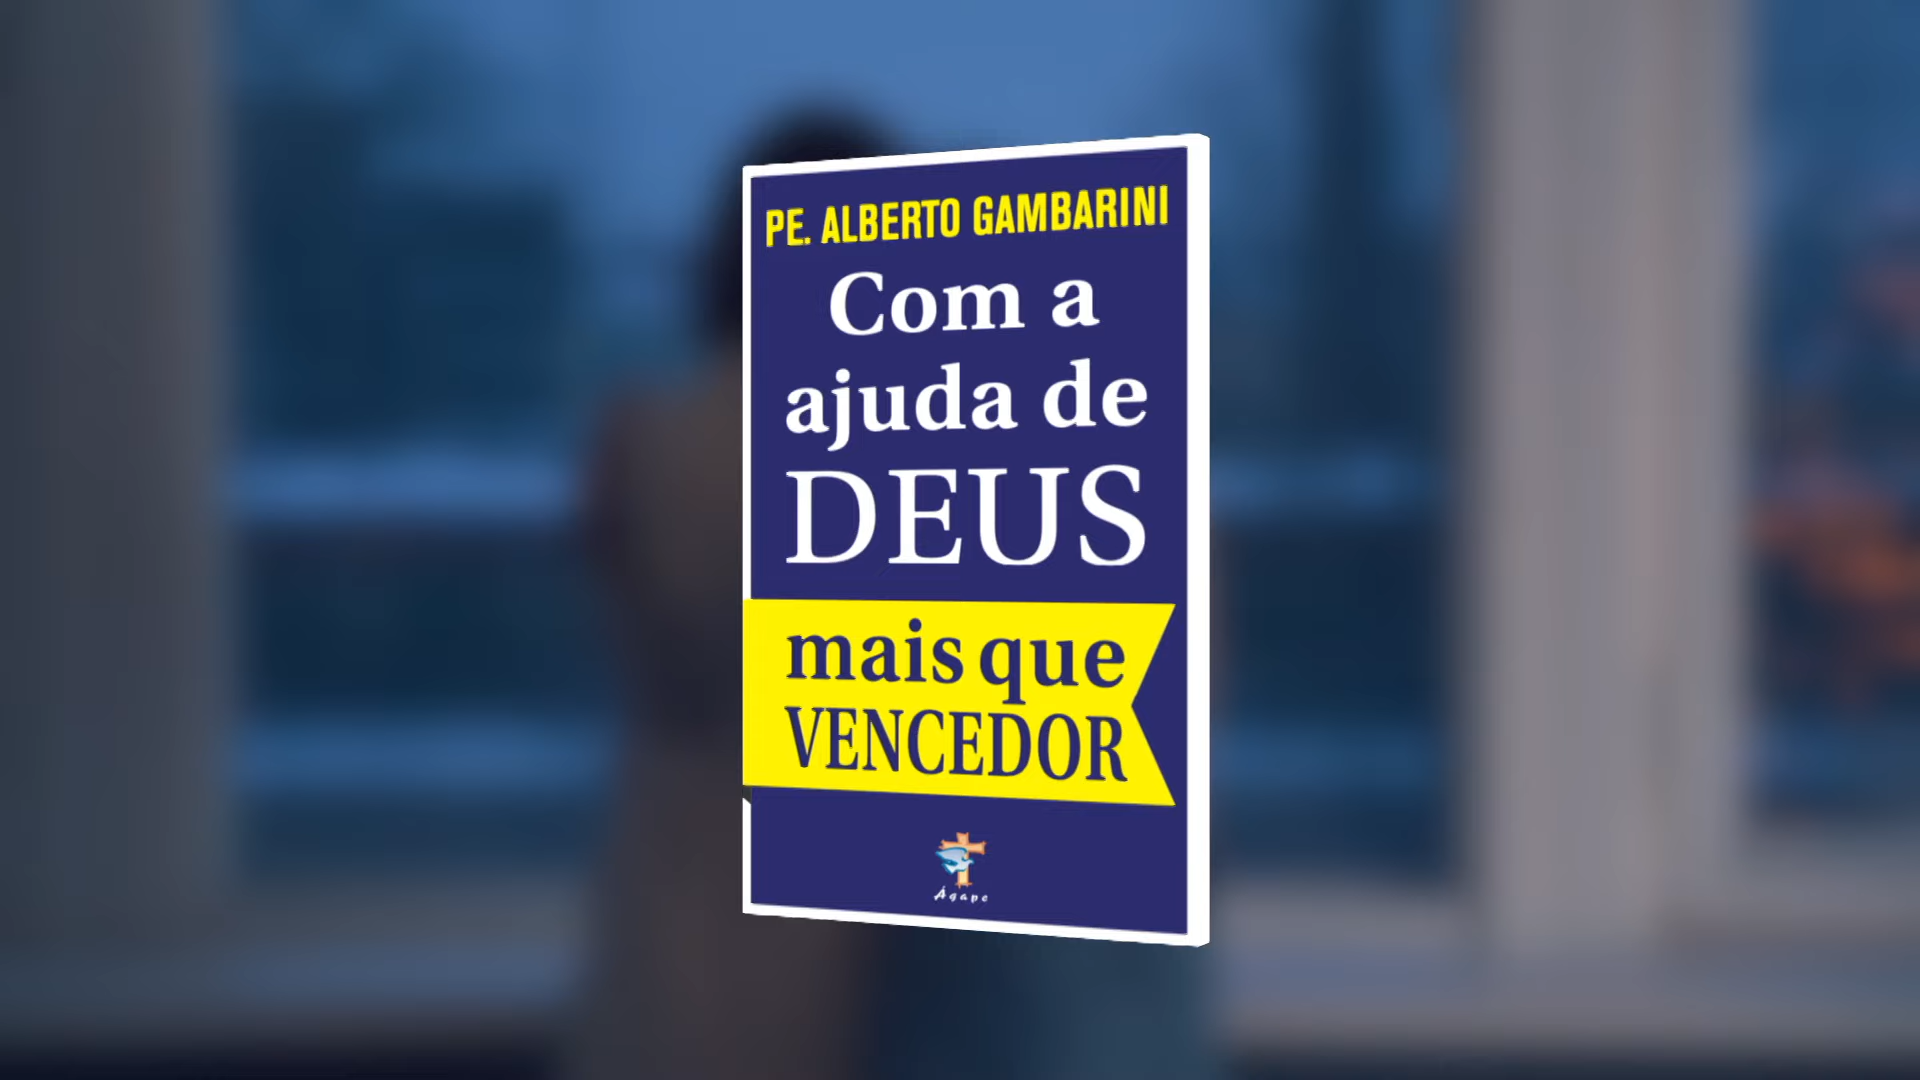 PE. ALBERTO GAMBARINI
Com a
ajuda de
DEUS
mais que
VENCEDOR
Ágape